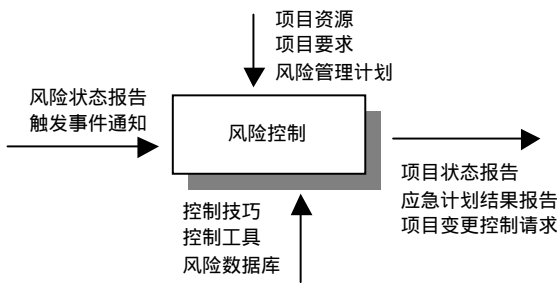 项目资源
项目要求
风险管理计划
风险状态报告
触发事件通知
风险控制
项目状态报告
应急计划结果报告
项目变更控制请求
控制技巧
控制工具
风险数据库